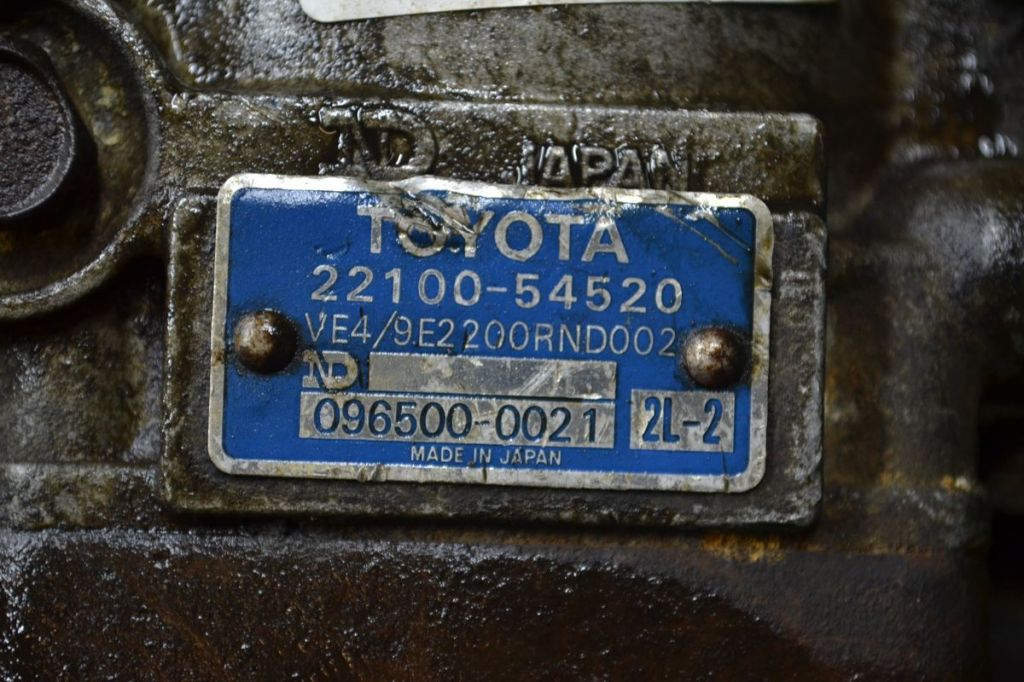 ND JAPAN
TOYOTA
22100-54520
VE4/9E2200RND002
ND
096500-0021 2L-2
MADE IN JAPAN